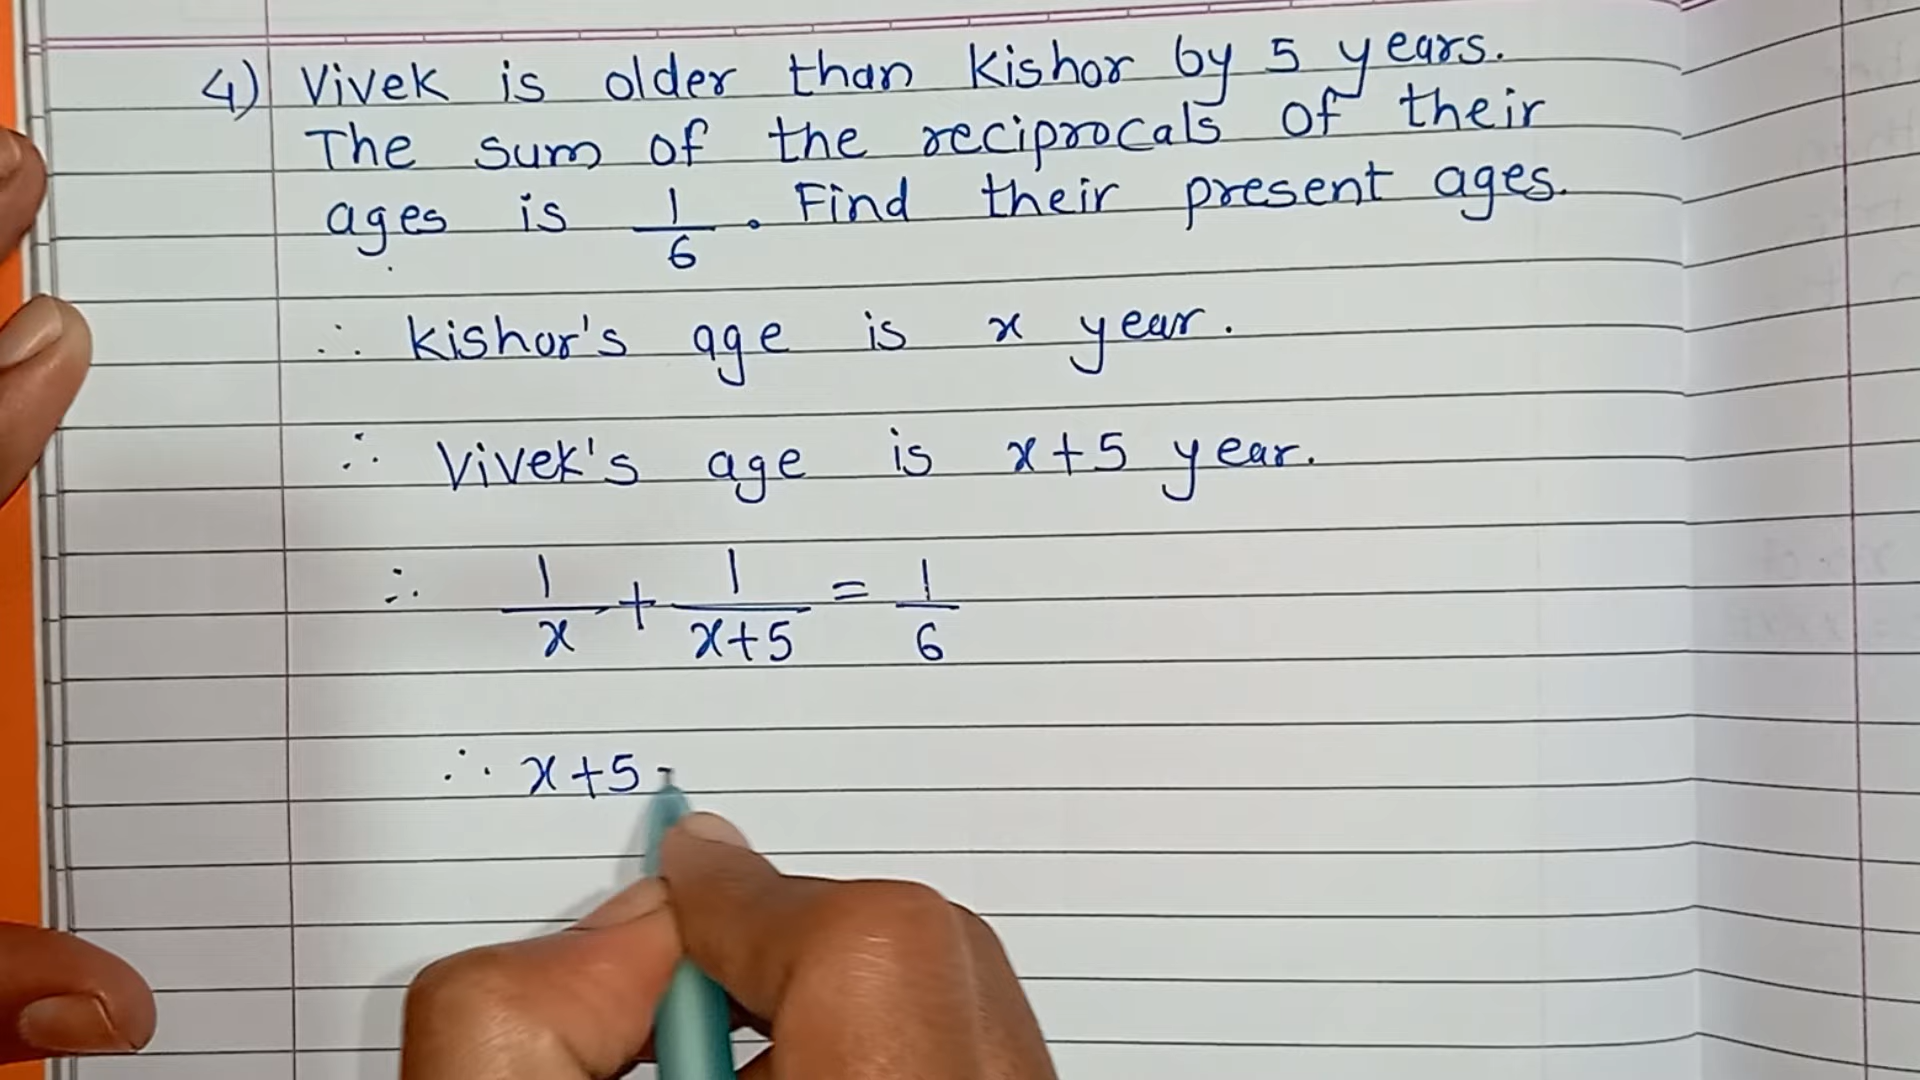 4) Vivek is older than Kishor by 5 years.
The sum of the reciprocals of their
ages is 1/6. Find their present ages.
∴ Kishor's age is x year.
∴ Vivek's age is x+5 year.
∴ 1/x + 1/x+5 = 1/6
∴ x+5